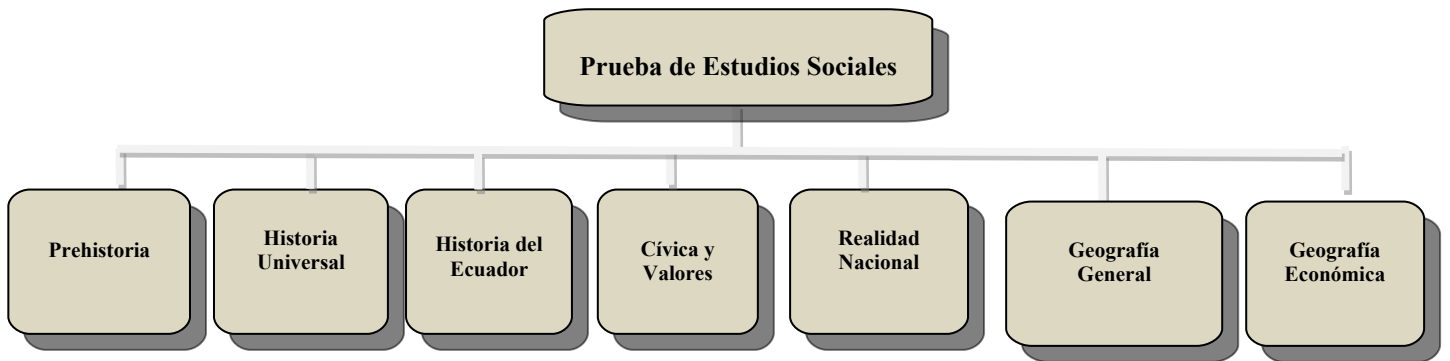 Prueba de Estudios Sociales
Prehistoria
Historia
Universal
Historia del
Ecuador
Cívica y
Valores
Realidad
Nacional
Geografía
General
Geografía
Económica